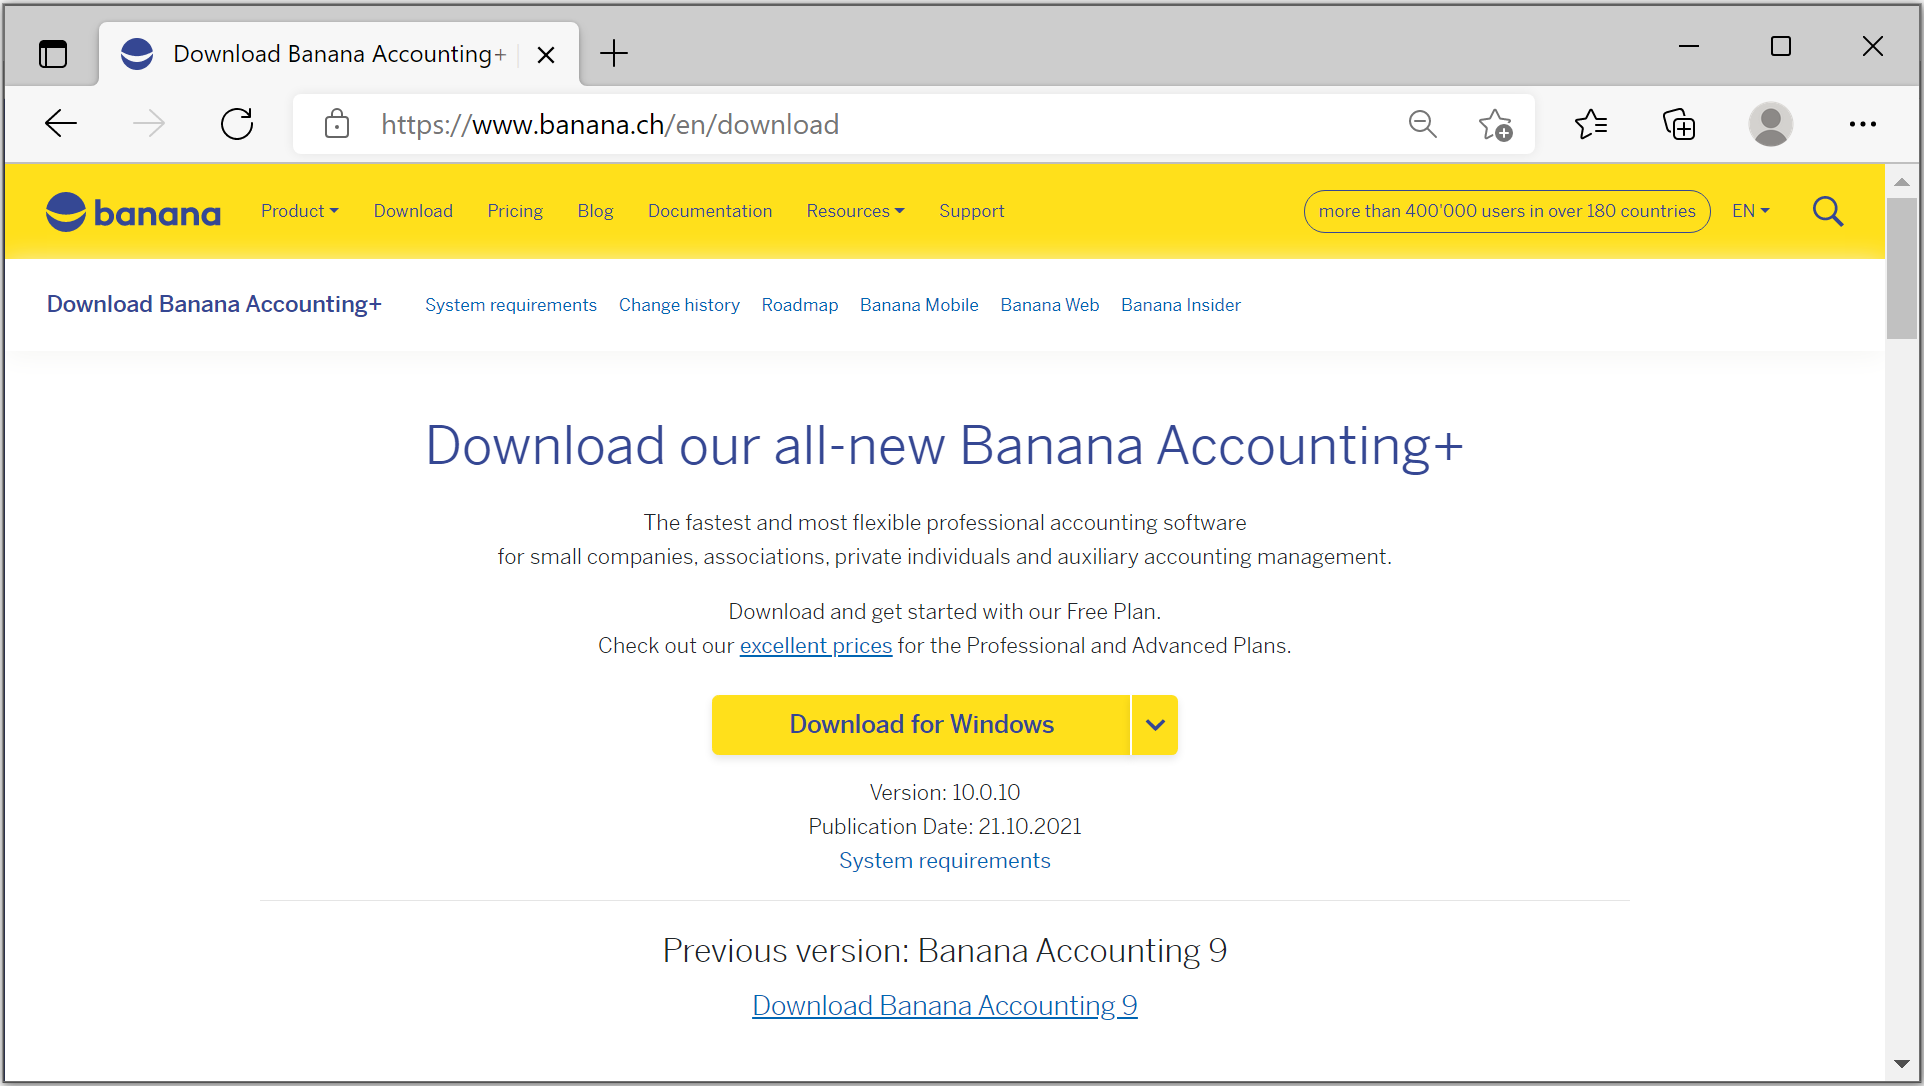 Download Banana Accounting+
https://www.banana.ch/en/download
banana Product Download Pricing Blog Documentation Resources Support more than 400'000 users in over 180 countries EN
Download Banana Accounting+ System requirements Change history Roadmap Banana Mobile Banana Web Banana Insider
Download our all-new Banana Accounting+
The fastest and most flexible professional accounting software
for small companies, associations, private individuals and auxiliary accounting management.
Download and get started with our Free Plan.
Check out our excellent prices for the Professional and Advanced Plans.
Download for Windows
Version: 10.0.10
Publication Date: 21.10.2021
System requirements
Previous version: Banana Accounting 9
Download Banana Accounting 9